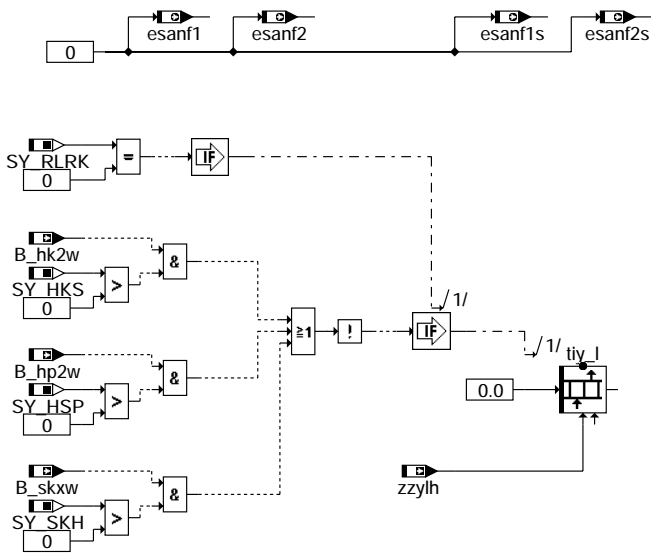 esanf1
esanf2
esanf1s
esanf2s
0
SY_RLRK
0
=
IF
B_hk2w
SY_HKS
0
>
&
/1/
≥1
!
IF
/1/
B_hp2w
SY_HSP
0
>
&
tiy_l
0.0
zzylh
B_skxw
SY_SKH
0
>
&